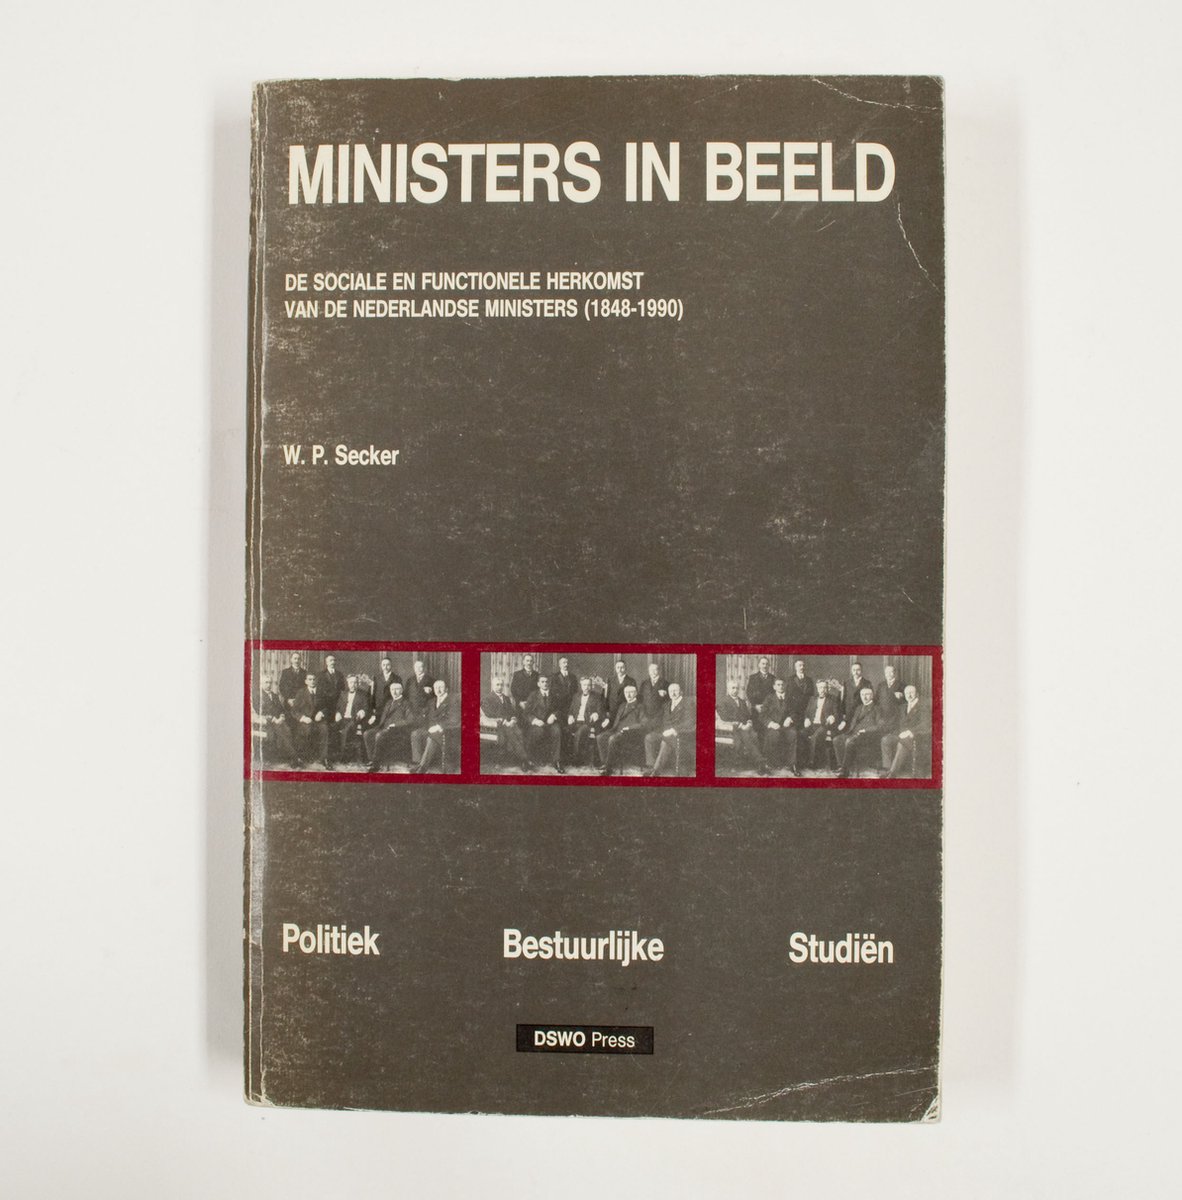 MINISTERS IN BEELD
DE SOCIALE EN FUNCTIONELE HERKOMST
VAN DE NEDERLANDSE MINISTERS (1848-1990)
W. P. Secker
Politiek Bestuurlijke Studiën
DSWO Press